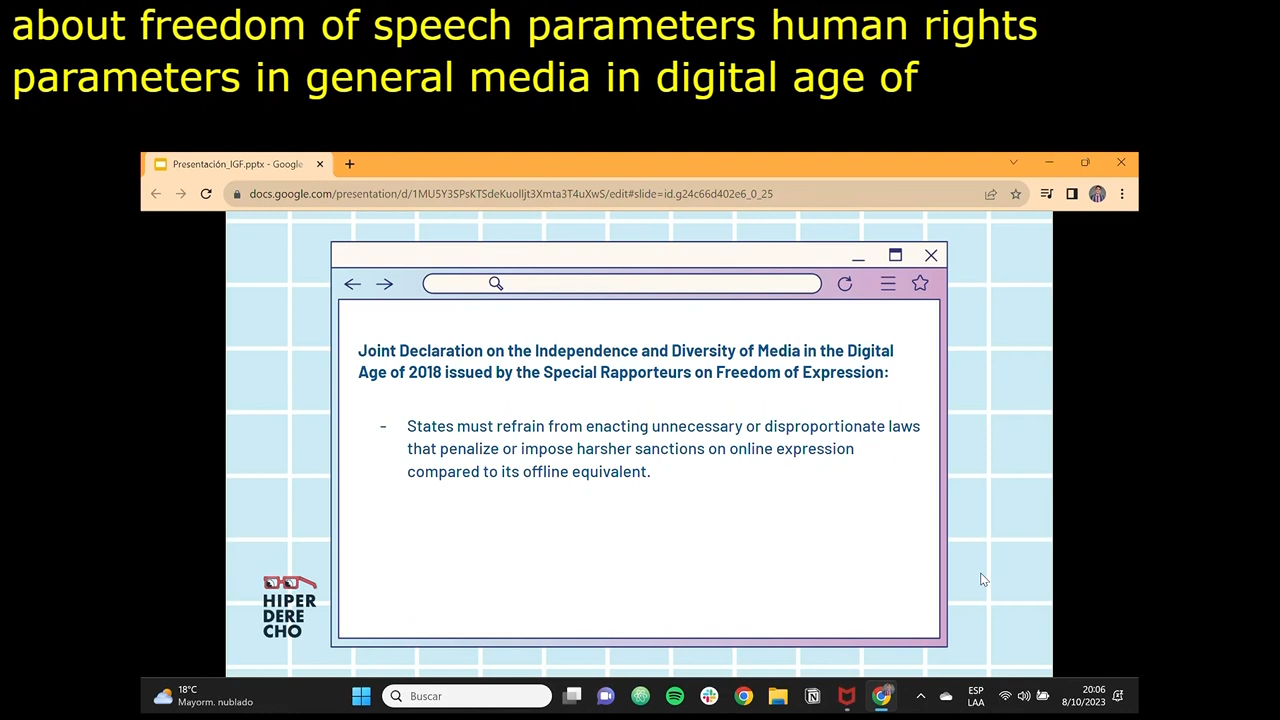 about freedom of speech parameters human rights
parameters in general media in digital age of
Presentación_IGF.pptx - Google
docs.google.com/presentation/d/1MU5Y3SPsKTSdeKuolljt3Xmta3T4uXwS/edit#slide=id.g24c66d402e6_0_25
Joint Declaration on the Independence and Diversity of Media in the Digital
Age of 2018 issued by the Special Rapporteurs on Freedom of Expression:
- States must refrain from enacting unnecessary or disproportionate laws
that penalize or impose harsher sanctions on online expression
compared to its offline equivalent.
HIPER
DERE
CHO
18°C
Mayorm. nublado
Buscar
ESP
LAA
20:06
8/10/2023